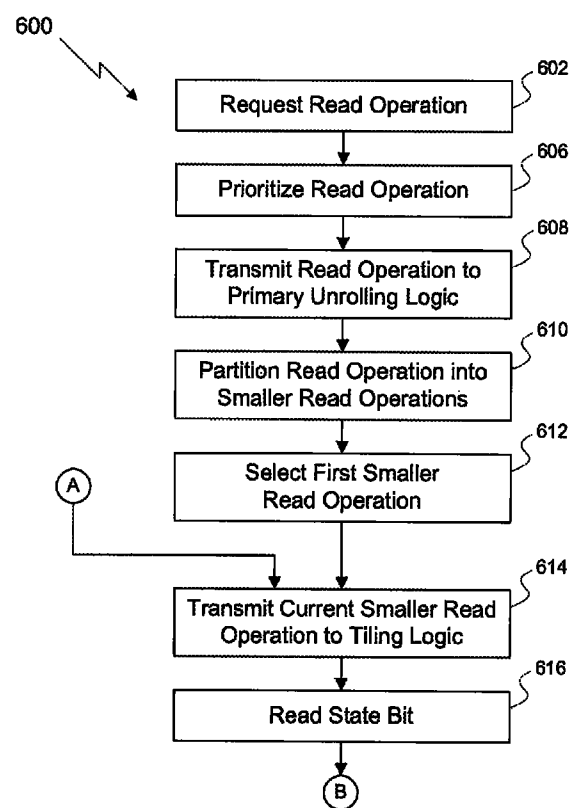 600
602
Request Read Operation
606
Prioritize Read Operation
608
Transmit Read Operation to
Primary Unrolling Logic
610
Partition Read Operation into
Smaller Read Operations
612
Select First Smaller
Read Operation
A
614
Transmit Current Smaller Read
Operation to Tiling Logic
616
Read State Bit
B